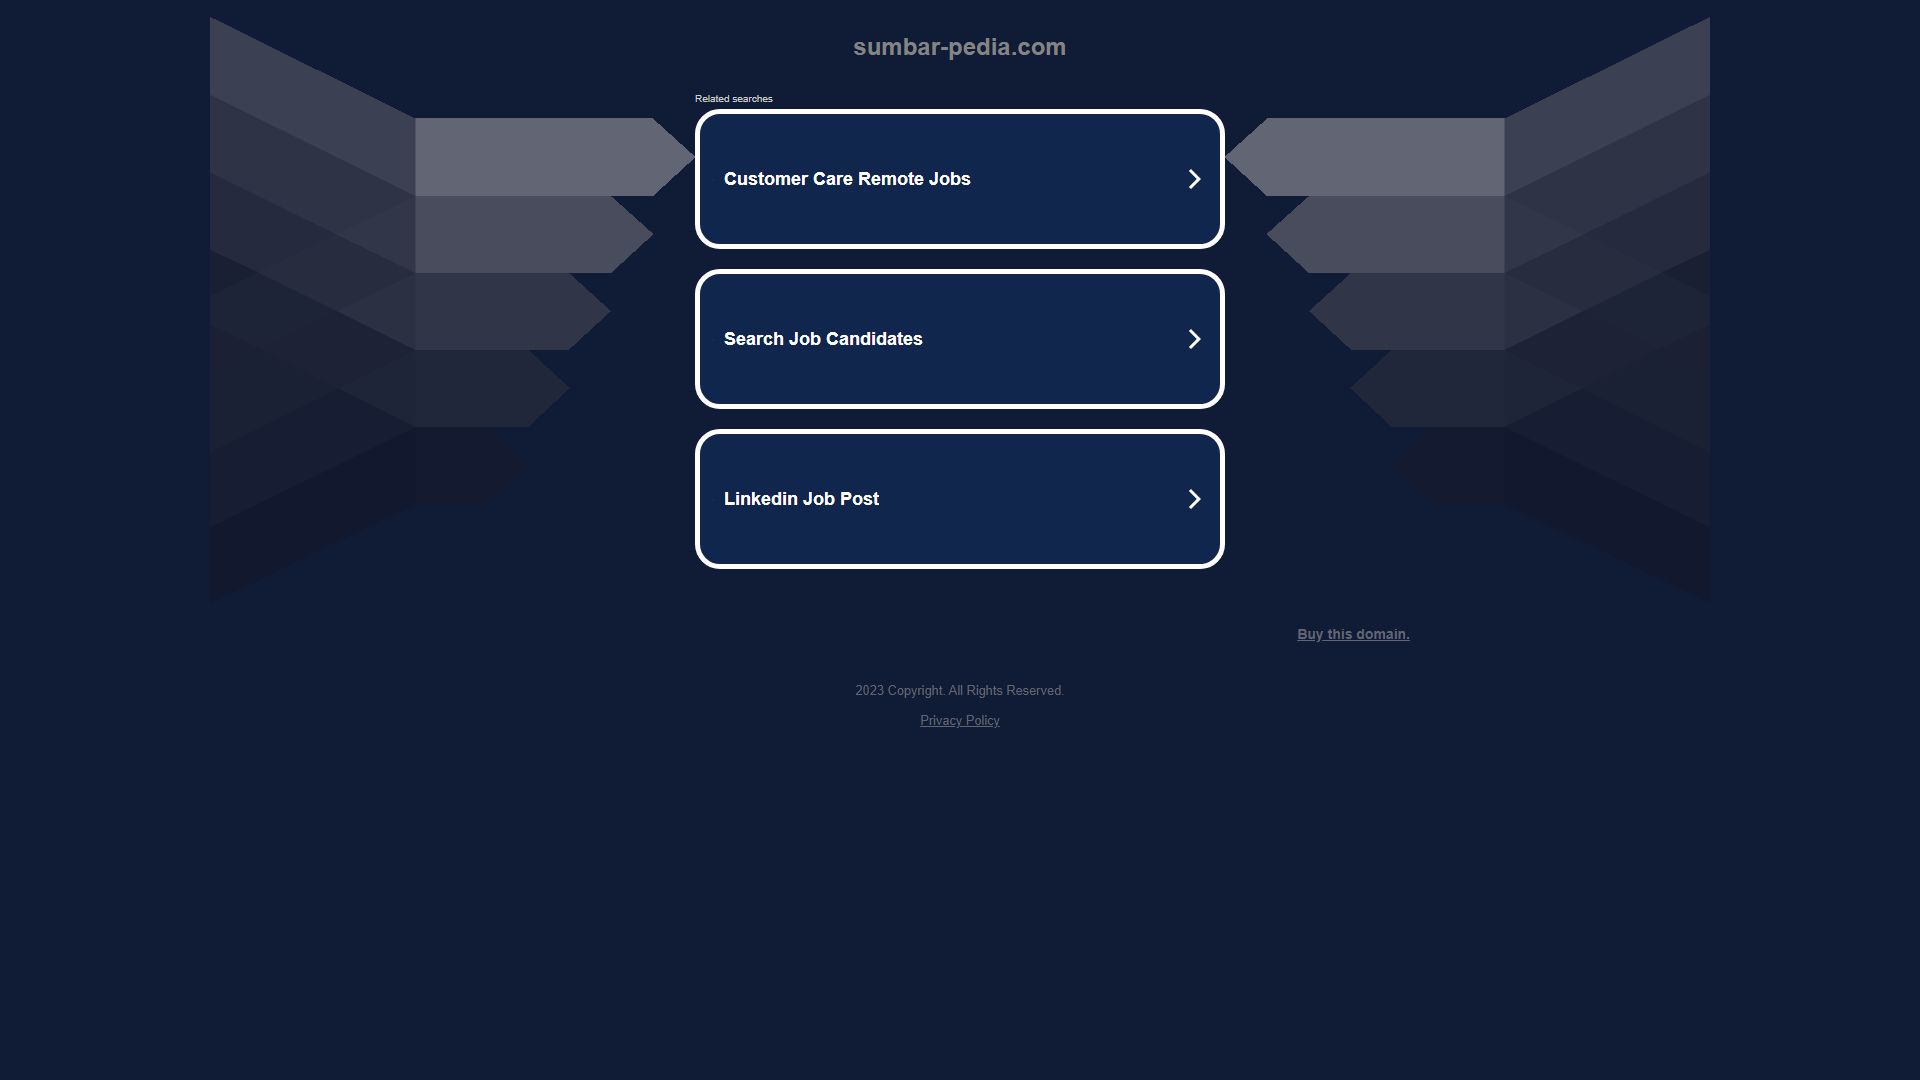 sumbar-pedia.com
Related searches
Customer Care Remote Jobs
Search Job Candidates
Linkedin Job Post
Buy this domain.
2023 Copyright. All Rights Reserved.
Privacy Policy